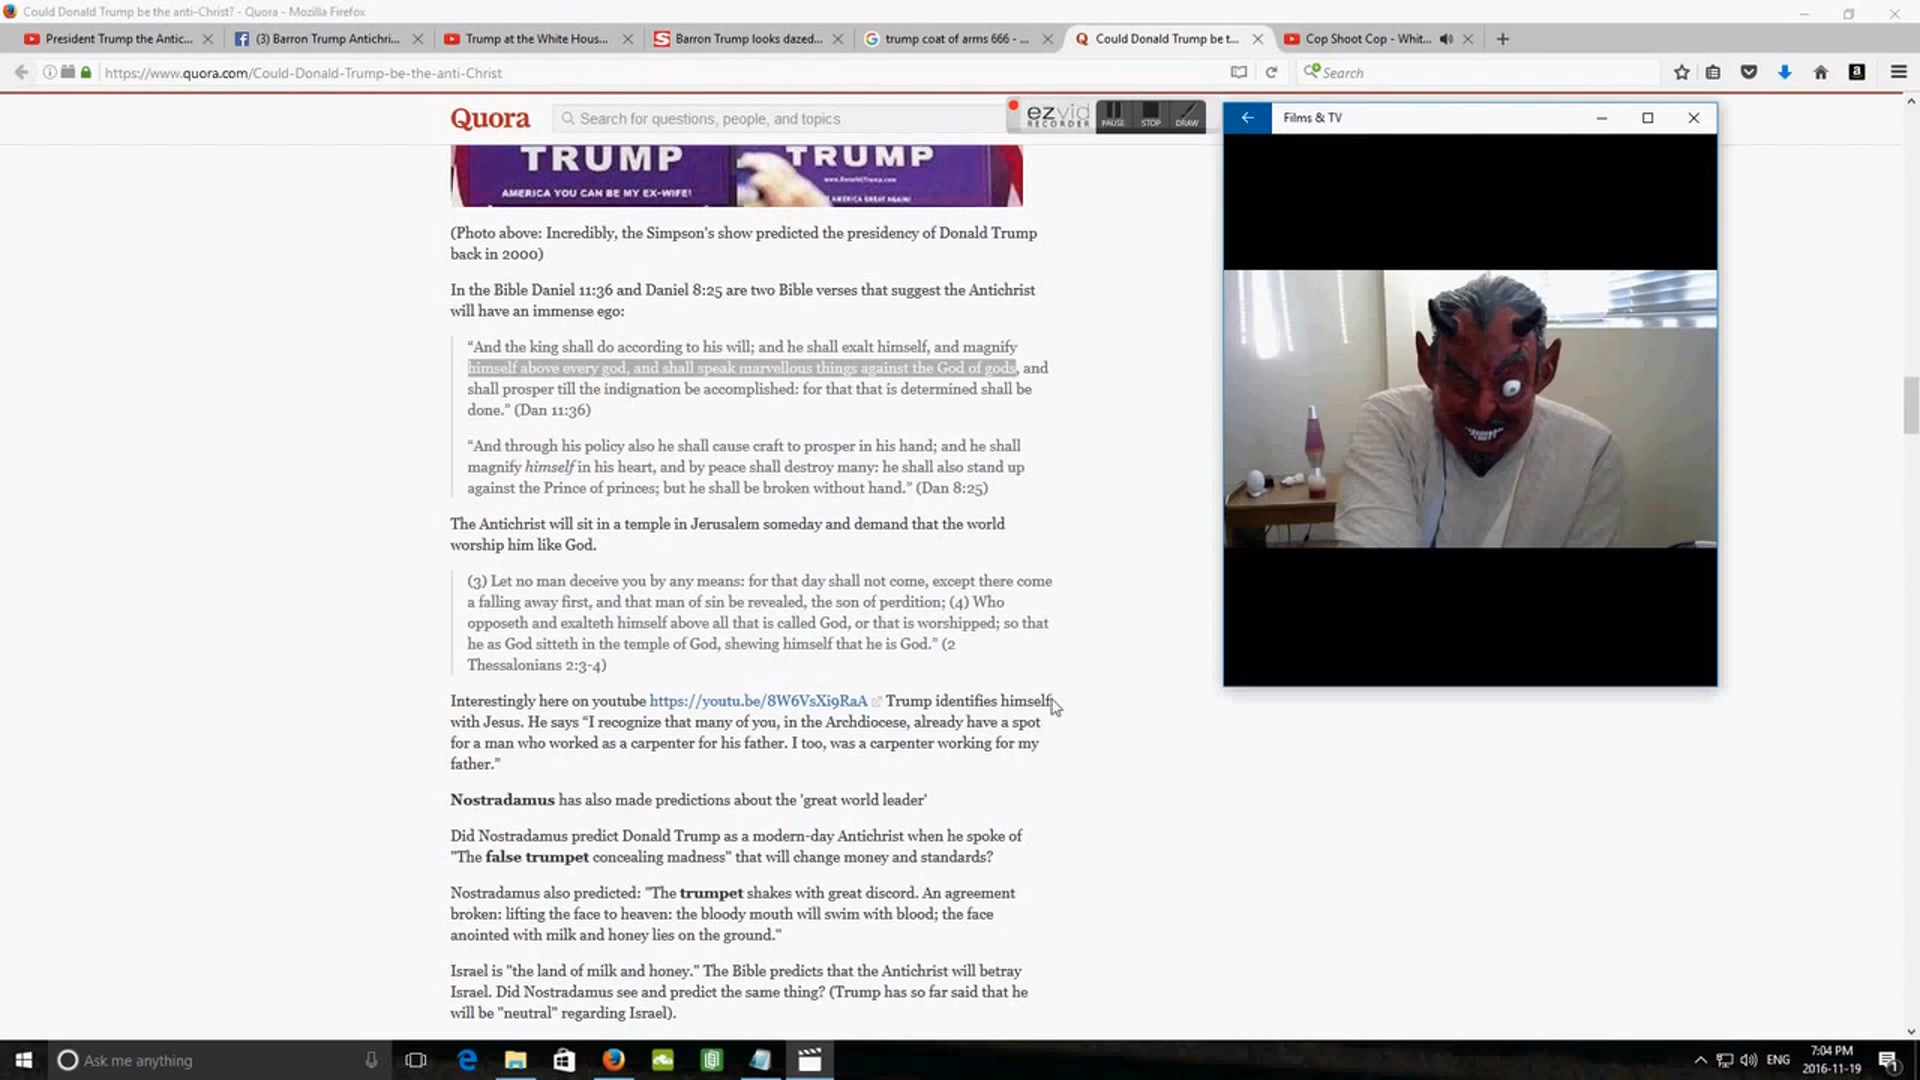 Could Donald Trump be the anti-Christ? - Quora - Mozilla Firefox
President Trump the Antic...
(3) Barron Trump Antichri...
Trump at the White Hous...
Barron Trump looks dazed...
trump coat of arms 666 - ...
Could Donald Trump be t...
Cop Shoot Cop - Whit...
https://www.quora.com/Could-Donald-Trump-be-the-anti-Christ
Search
Quora
Search for questions, people, and topics
ezvid
RECORDER
PAUSE
STOP
DRAW
Films & TV
TRUMP
TRUMP
www.DonaldTrump.com
AMERICA YOU CAN BE MY EX-WIFE!
AMERICA GREAT AGAIN!
(Photo above: Incredibly, the Simpson's show predicted the presidency of Donald Trump
back in 2000)
In the Bible Daniel 11:36 and Daniel 8:25 are two Bible verses that suggest the Antichrist
will have an immense ego:
“And the king shall do according to his will; and he shall exalt himself, and magnify
himself above every god, and shall speak marvellous things against the God of gods, and
shall prosper till the indignation be accomplished: for that that is determined shall be
done.” (Dan 11:36)
“And through his policy also he shall cause craft to prosper in his hand; and he shall
magnify himself in his heart, and by peace shall destroy many: he shall also stand up
against the Prince of princes; but he shall be broken without hand.” (Dan 8:25)
The Antichrist will sit in a temple in Jerusalem someday and demand that the world
worship him like God.
(3) Let no man deceive you by any means: for that day shall not come, except there come
a falling away first, and that man of sin be revealed, the son of perdition; (4) Who
opposeth and exalteth himself above all that is called God, or that is worshipped; so that
he as God sitteth in the temple of God, shewing himself that he is God.” (2
Thessalonians 2:3-4)
Interestingly here on youtube https://youtu.be/8W6VsXi9RaA Trump identifies himself
with Jesus. He says “I recognize that many of you, in the Archdiocese, already have a spot
for a man who worked as a carpenter for his father. I too, was a carpenter working for my
father.”
Nostradamus has also made predictions about the 'great world leader'
Did Nostradamus predict Donald Trump as a modern-day Antichrist when he spoke of
"The false trumpet concealing madness" that will change money and standards?
Nostradamus also predicted: "The trumpet shakes with great discord. An agreement
broken: lifting the face to heaven: the bloody mouth will swim with blood; the face
anointed with milk and honey lies on the ground."
Israel is "the land of milk and honey." The Bible predicts that the Antichrist will betray
Israel. Did Nostradamus see and predict the same thing? (Trump has so far said that he
will be "neutral" regarding Israel).
Ask me anything
ENG
7:04 PM
2016-11-19